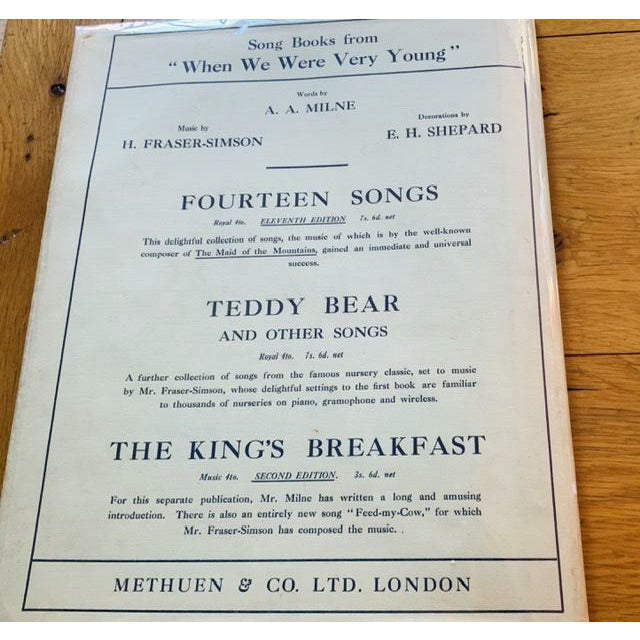 Song Books from
"When We Were Very Young"
Words by
A. A. MILNE
Music by
H. FRASER-SIMSON
Decorations by
E. H. SHEPARD
FOURTEEN SONGS
Royal 4to. ELEVENTH EDITION 7s. 6d. net
This delightful collection of songs, the music of which is by the well-known
composer of The Maid of the Mountains, gained an immediate and universal
success.
TEDDY BEAR
AND OTHER SONGS
Royal 4to. 7s. 6d. net
A further collection of songs from the famous nursery classic, set to music
by Mr. Fraser-Simson, whose delightful settings to the first book are familiar
to thousands of nurseries on piano, gramophone and wireless.
THE KING'S BREAKFAST
Music 4to. SECOND EDITION. 3s. 6d. net
For this separate publication, Mr. Milne has written a long and amusing
introduction. There is also an entirely new song "Feed-my-Cow," for which
Mr. Fraser-Simson has composed the music. .
METHUEN & CO. LTD. LONDON